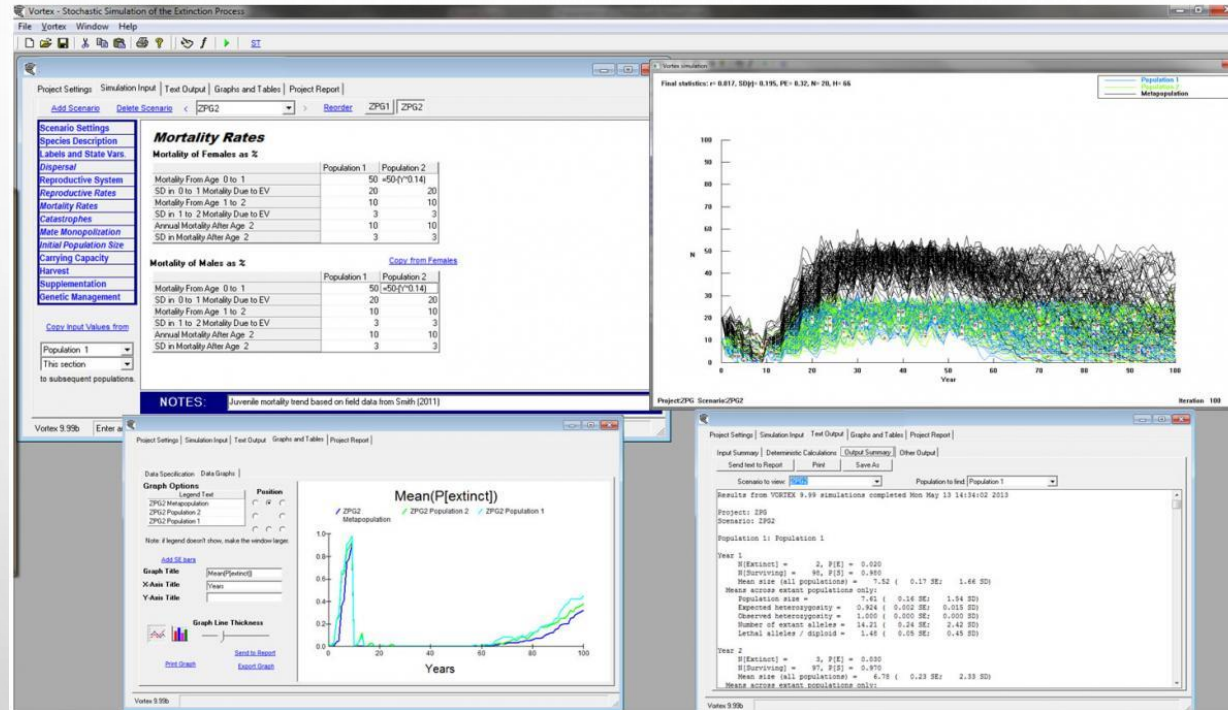 Vortex - Stochastic Simulation of the Extinction Process
File Vortex Window Help
ST
Project Settings Simulation Input Text Output Graphs and Tables Project Report
Add Scenario Delete Scenario < ZPG2 > Reorder ZPG1 ZPG2
Scenario Settings
Species Description
Labels and State Vars.
Dispersal
Reproductive System
Reproductive Rates
Mortality Rates
Catastrophes
Mate Monopolization
Initial Population Size
Carrying Capacity
Harvest
Supplementation
Genetic Management
Copy Input Values from
Population 1
This section
to subsequent populations.
Mortality Rates
Mortality of Females as %
Population 1 Population 2
Mortality From Age 0 to 1 50 =50-(Y*0.14)
SD in 0 to 1 Mortality Due to EV 20 20
Mortality From Age 1 to 2 10 10
SD in 1 to 2 Mortality Due to EV 3 3
Annual Mortality After Age 2 10 10
SD in Mortality After Age 2 3 3
Mortality of Males as % Copy from Females
Population 1 Population 2
Mortality From Age 0 to 1 50 =50-(Y*0.14)
SD in 0 to 1 Mortality Due to EV 20 20
Mortality From Age 1 to 2 10 10
SD in 1 to 2 Mortality Due to EV 3 3
Annual Mortality After Age 2 10 10
SD in Mortality After Age 2 3 3
NOTES: Juvenile mortality trend based on field data from Smith (2011)
Vortex 9.99b Enter a
Vortex simulation
Final statistics: r= 0.017, SD(r)= 0.195, PE= 0.32, N= 20, H= 66
Population 1
Population 2
Metapopulation
100
90
80
70
60
N 50
40
30
20
10
0
0 10 20 30 40 50 60 70 80 90 100
Year
Project:ZPG Scenario:ZPG2 Iteration 100
Project Settings Simulation Input Text Output Graphs and Tables Project Report
Data Specification Data Graphs
Graph Options
Legend Text Position
ZPG2 Metapopulation
ZPG2 Population 2
ZPG2 Population 1
Note: if legend doesn't show, make the window larger.
Add SE bars
Graph Title Mean(P[extinct])
X-Axis Title Years
Y-Axis Title
Graph Line Thickness
Send to Report
Print Graph Export Graph
Mean(P[extinct])
ZPG2 Metapopulation ZPG2 Population 2 ZPG2 Population 1
1.0
0.8
0.6
0.4
0.2
0.0
0 20 40 60 80 100
Years
Vortex 9.99b
Project Settings Simulation Input Text Output Graphs and Tables Project Report
Input Summary Deterministic Calculations Output Summary Other Output
Send text to Report Print Save As
Scenario to view: ZPG2 Population to find: Population 1
Results from VORTEX 9.99 simulations completed Mon May 13 14:34:02 2013
Project: ZPG
Scenario: ZPG2
Population 1: Population 1
Year 1
N[Extinct] = 2, P[E] = 0.020
N[Surviving] = 98, P[S] = 0.980
Mean size (all populations) = 7.52 ( 0.17 SE; 1.66 SD)
Means across extant populations only:
Population size = 7.61 ( 0.16 SE; 1.54 SD)
Expected heterozygosity = 0.924 ( 0.002 SE; 0.015 SD)
Observed heterozygosity = 1.000 ( 0.000 SE; 0.000 SD)
Number of extant alleles = 14.21 ( 0.24 SE; 2.42 SD)
Lethal alleles / diploid = 1.48 ( 0.05 SE; 0.45 SD)
Year 2
N[Extinct] = 3, P[E] = 0.030
N[Surviving] = 97, P[S] = 0.970
Mean size (all populations) = 6.78 ( 0.23 SE; 2.33 SD)
Means across extant populations only:
Vortex 9.99b